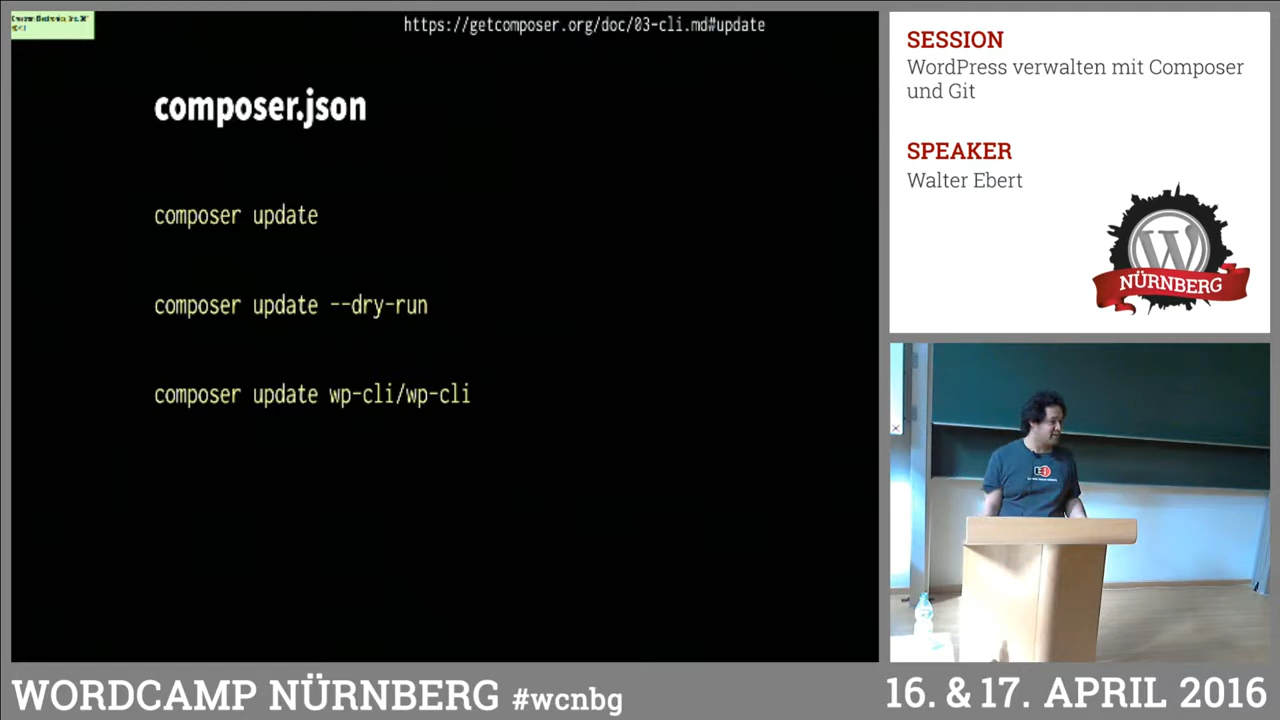 https://getcomposer.org/doc/03-cli.md#update
composer.json
composer update
composer update --dry-run
composer update wp-cli/wp-cli
SESSION
WordPress verwalten mit Composer
und Git
SPEAKER
Walter Ebert
NÜRNBERG
WORDCAMP NÜRNBERG #wcnbg
16. & 17. APRIL 2016